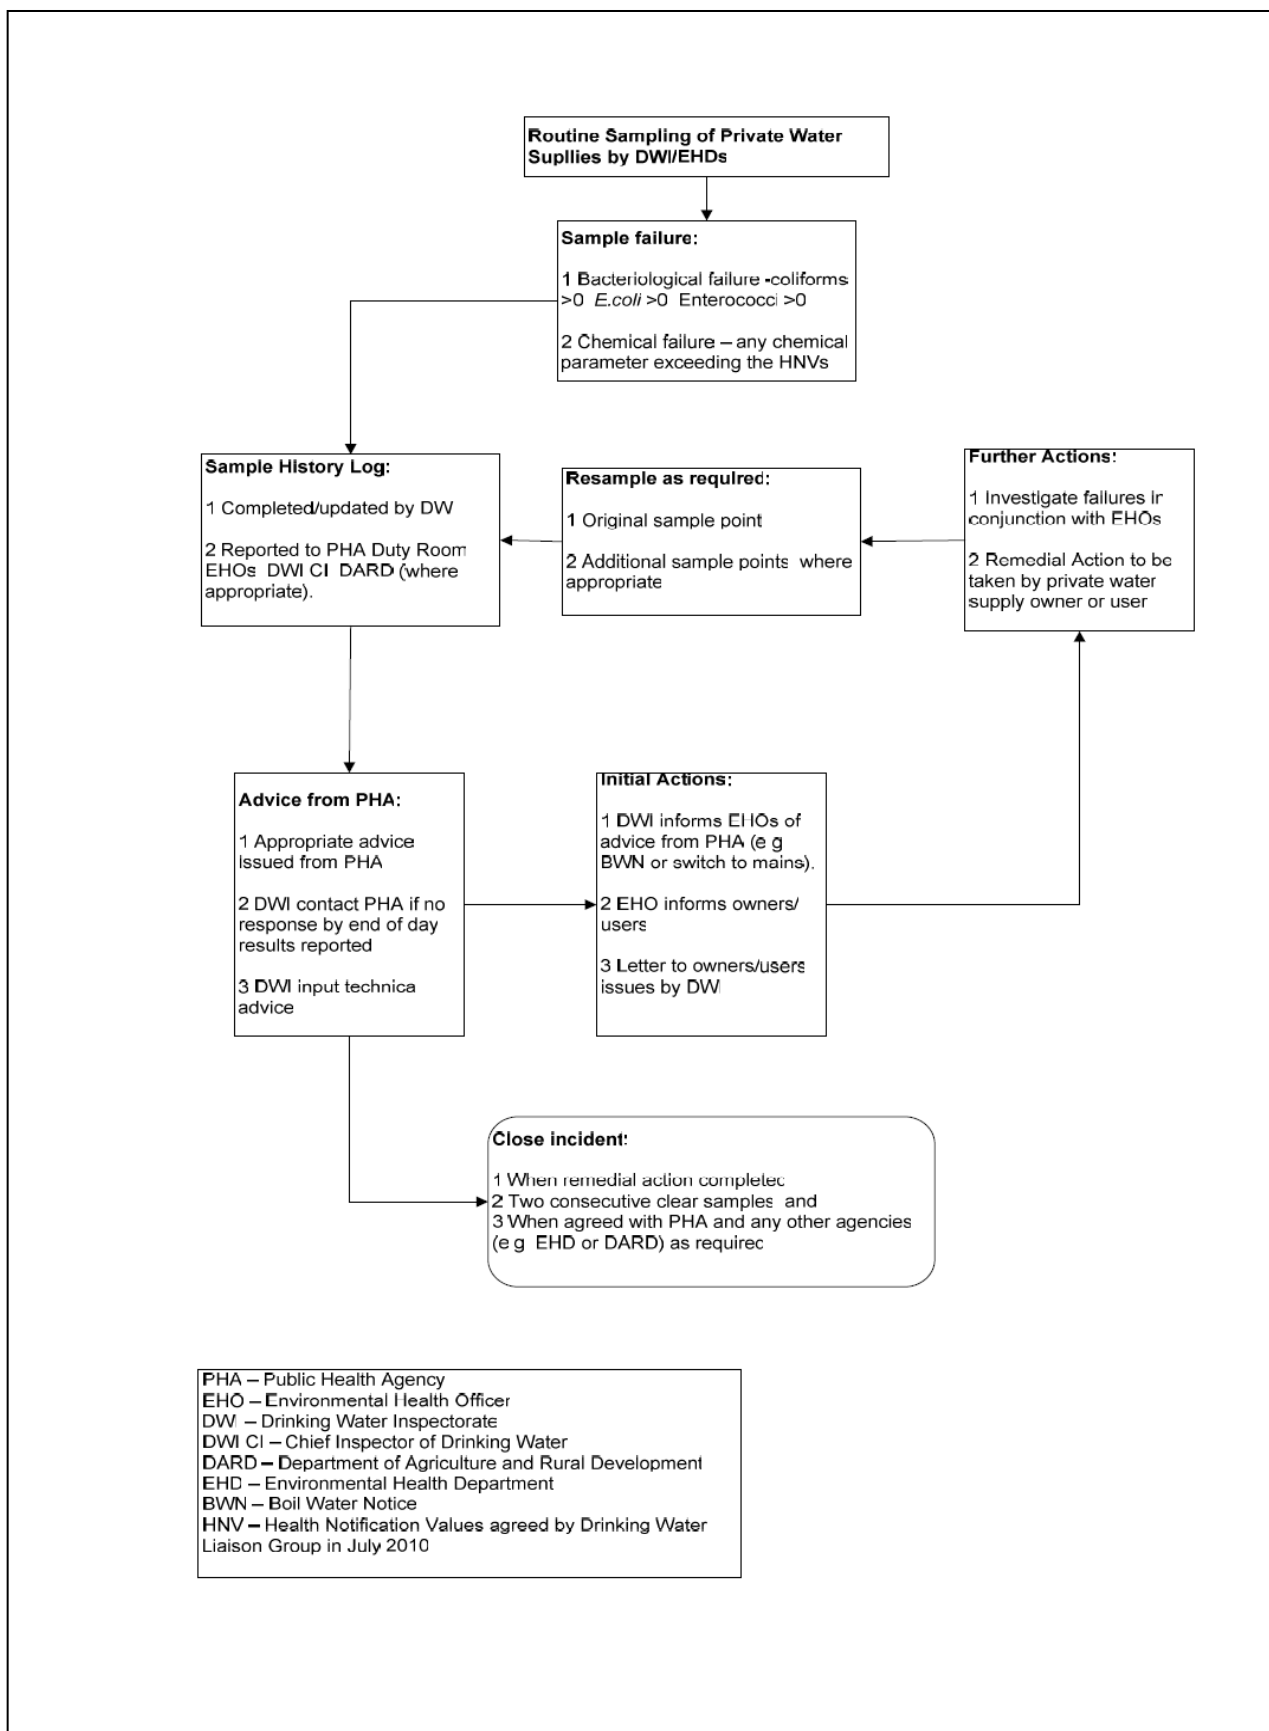 Routine Sampling of Private Water
Supllies by DWI/EHDs
Sample failure:
1 Bacteriological failure -coliforms
>0 E.coli >0 Enterococci >0
2 Chemical failure – any chemical
parameter exceeding the HNVs
Sample History Log:
1 Completed/updated by DW
2 Reported to PHA Duty Room
EHOs DWI CI DARD (where
appropriate).
Resample as required:
1 Original sample point
2 Additional sample points where
appropriate
Further Actions:
1 Investigate failures in
conjunction with EHOs
2 Remedial Action to be
taken by private water
supply owner or user
Advice from PHA:
1 Appropriate advice
issued from PHA
2 DWI contact PHA if no
response by end of day
results reported
3 DWI input technica
advice
Initial Actions:
1 DWI informs EHOs of
advice from PHA (e g
BWN or switch to mains).
2 EHO informs owners/
users
3 Letter to owners/users
issues by DWI
Close incident:
1 When remedial action completed
2 Two consecutive clear samples and
3 When agreed with PHA and any other agencies
(e g EHD or DARD) as required
PHA – Public Health Agency
EHO – Environmental Health Officer
DWI – Drinking Water Inspectorate
DWI CI – Chief Inspector of Drinking Water
DARD – Department of Agriculture and Rural Development
EHD – Environmental Health Department
BWN – Boil Water Notice
HNV – Health Notification Values agreed by Drinking Water
Liaison Group in July 2010